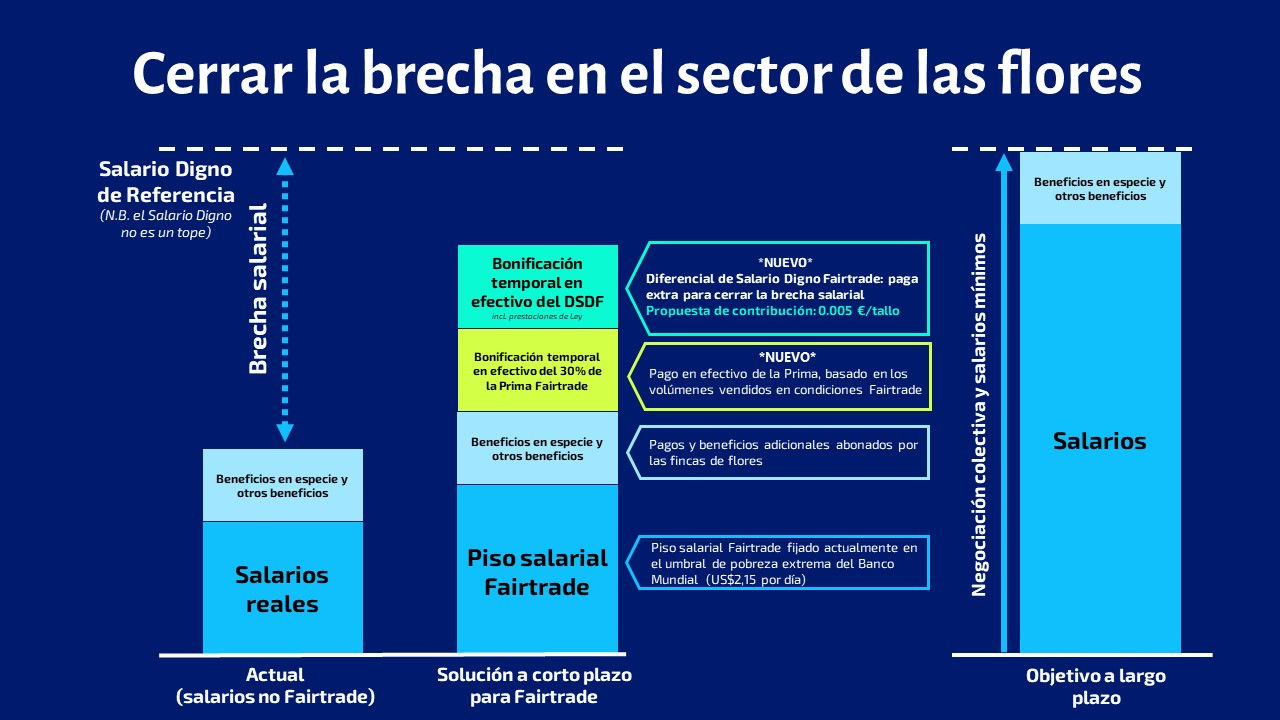 Cerrar la brecha en el sector de las flores
Salario Digno
de Referencia
(N.B. el Salario Digno
no es un tope)
Brecha salarial
Beneficios en especie y
otros beneficios
Salarios
reales
Actual
(salarios no Fairtrade)
Bonificación
temporal en
efectivo del DSDF
incl. prestaciones de Ley
Bonificación temporal
en efectivo del 30% de
la Prima Fairtrade
Beneficios en especie y
otros beneficios
Piso salarial
Fairtrade
Solución a corto plazo
para Fairtrade
*NUEVO*
Diferencial de Salario Digno Fairtrade: paga
extra para cerrar la brecha salarial
Propuesta de contribución: 0.005 €/tallo
*NUEVO*
Pago en efectivo de la Prima, basado en los
volúmenes vendidos en condiciones Fairtrade
Pagos y beneficios adicionales abonados por
las fincas de flores
Piso salarial Fairtrade fijado actualmente en
el umbral de pobreza extrema del Banco
Mundial (US$2,15 por día)
Negociación colectiva y salarios mínimos
Beneficios en especie y
otros beneficios
Salarios
Objetivo a largo
plazo